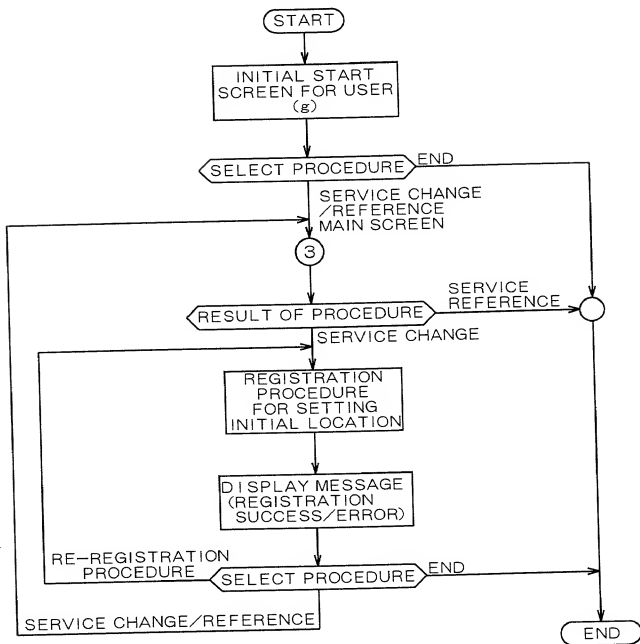 START
INITIAL START
SCREEN FOR USER
(g)
SELECT PROCEDURE
END
SERVICE CHANGE
/REFERENCE
MAIN SCREEN
3
RESULT OF PROCEDURE
SERVICE
REFERENCE
SERVICE CHANGE
REGISTRATION
PROCEDURE
FOR SETTING
INITIAL LOCATION
DISPLAY MESSAGE
(REGISTRATION
SUCCESS/ERROR)
RE-REGISTRATION
PROCEDURE
SELECT PROCEDURE
END
SERVICE CHANGE/REFERENCE
END